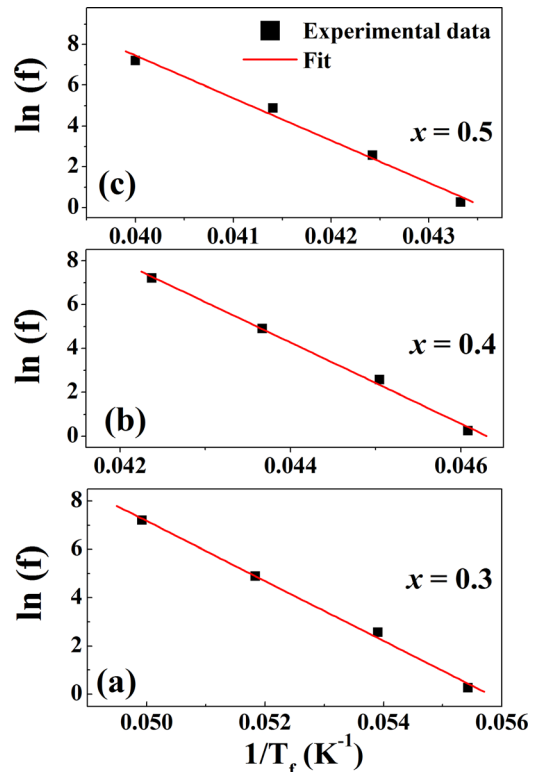 8
6
4
2
0
ln (f)
Experimental data
Fit
x = 0.5
(c)
0.040 0.041 0.042 0.043
8
4
0
ln (f)
x = 0.4
(b)
0.042 0.044 0.046
8
6
4
2
0
ln (f)
x = 0.3
(a)
0.050 0.052 0.054 0.056
1/T_f (K⁻¹)